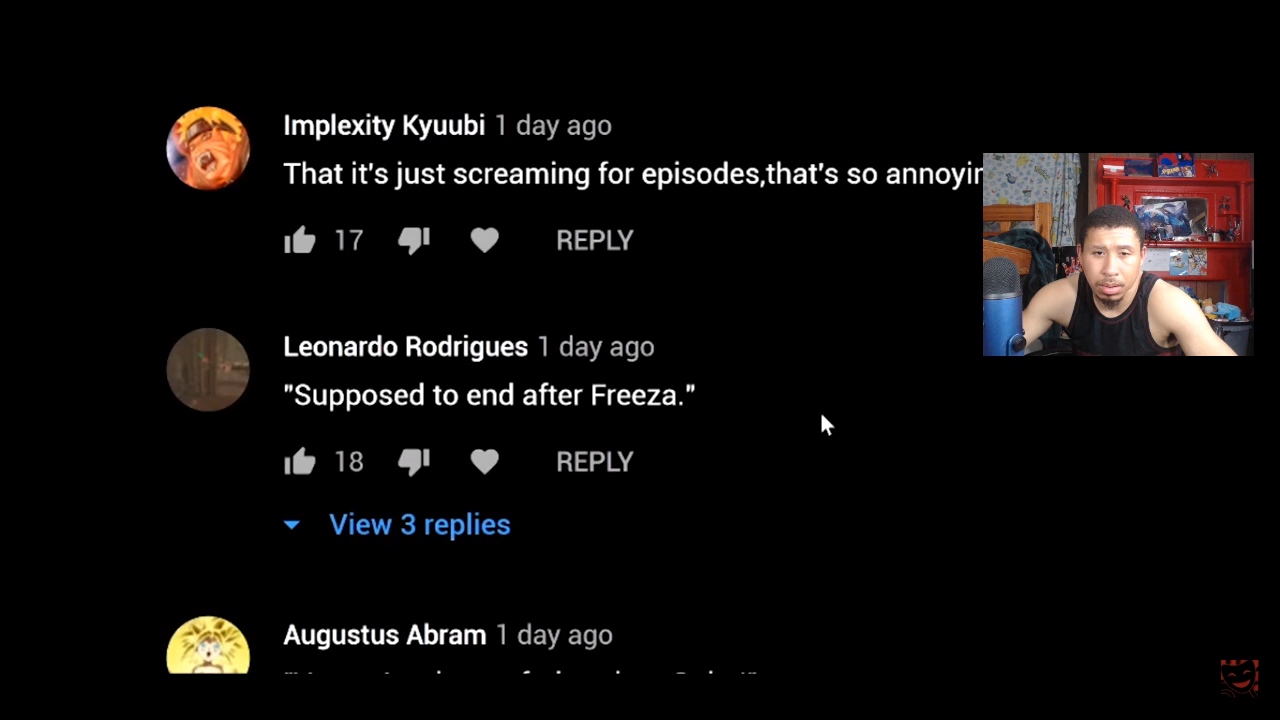 Implexity Kyuubi 1 day ago
That it's just screaming for episodes,that's so
17 REPLY
Leonardo Rodrigues 1 day ago
"Supposed to end after Freeza."
18 REPLY
View 3 replies
Augustus Abram 1 day ago